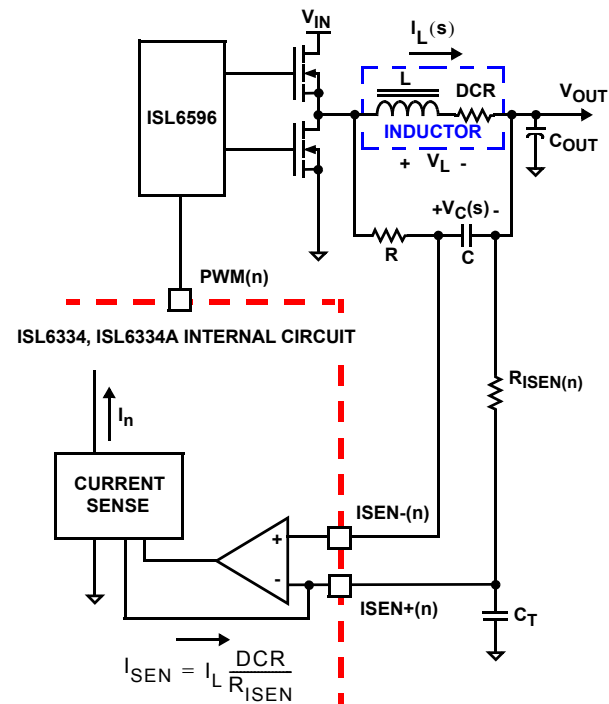 V_IN
I_L(s)
ISL6596
L
DCR
INDUCTOR
V_OUT
C_OUT
+ V_L -
+V_C(s) -
R
C
PWM(n)
ISL6334, ISL6334A INTERNAL CIRCUIT
R_ISEN(n)
I_n
CURRENT
SENSE
ISEN-(n)
+
-
ISEN+(n)
C_T
I_SEN = I_L DCR/R_ISEN